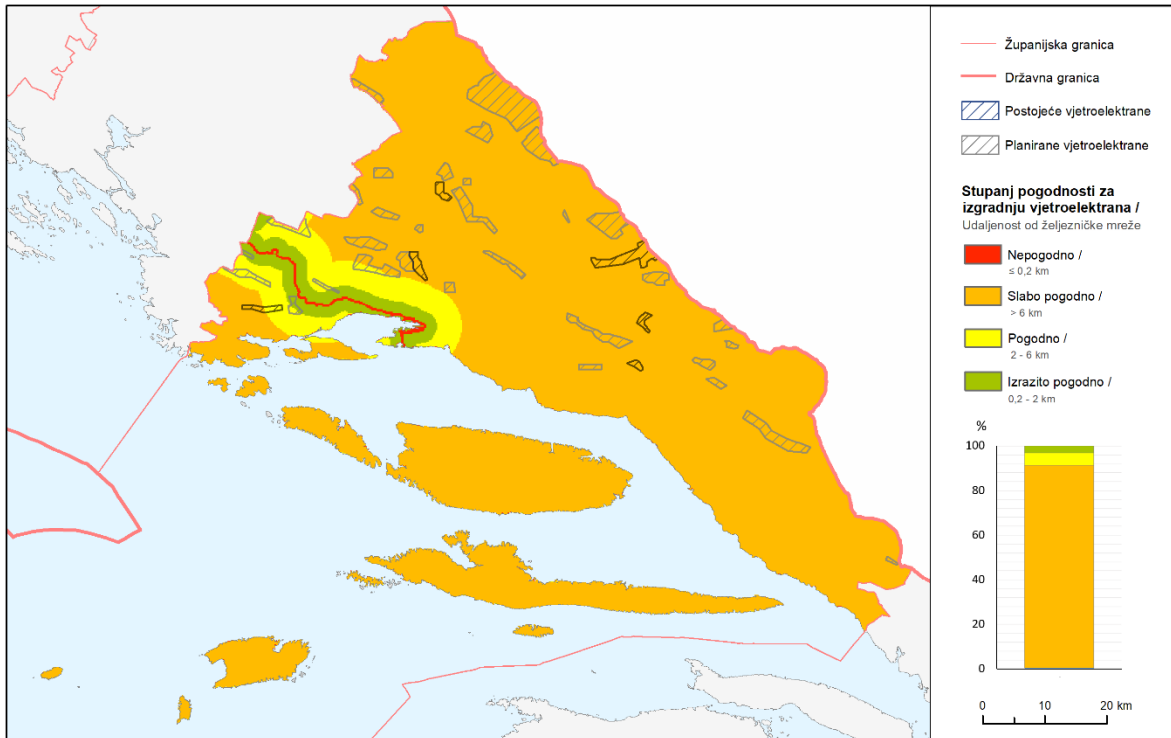 Županijska granica
Državna granica
Postojeće vjetroelektrane
Planirane vjetroelektrane
Stupanj pogodnosti za
izgradnju vjetroelektrana /
Udaljenost od željezničke mreže
Nepogodno /
≤ 0,2 km
Slabo pogodno /
> 6 km
Pogodno /
2 - 6 km
Izrazito pogodno /
0,2 - 2 km
%
100
80
60
40
20
0
0 10 20 km